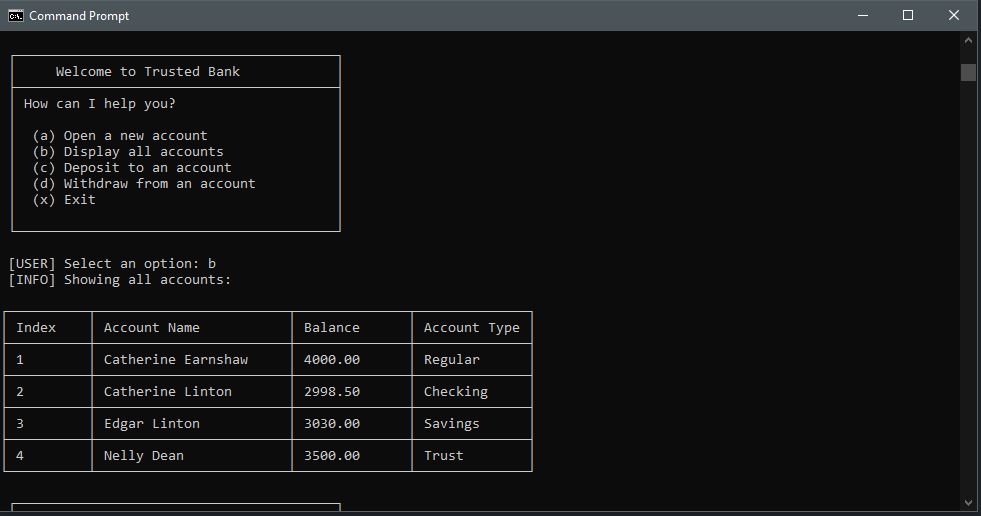 Command Prompt
Welcome to Trusted Bank
How can I help you?
(a) Open a new account
(b) Display all accounts
(c) Deposit to an account
(d) Withdraw from an account
(x) Exit
[USER] Select an option: b
[INFO] Showing all accounts:
Index Account Name Balance Account Type
1 Catherine Earnshaw 4000.00 Regular
2 Catherine Linton 2998.50 Checking
3 Edgar Linton 3030.00 Savings
4 Nelly Dean 3500.00 Trust